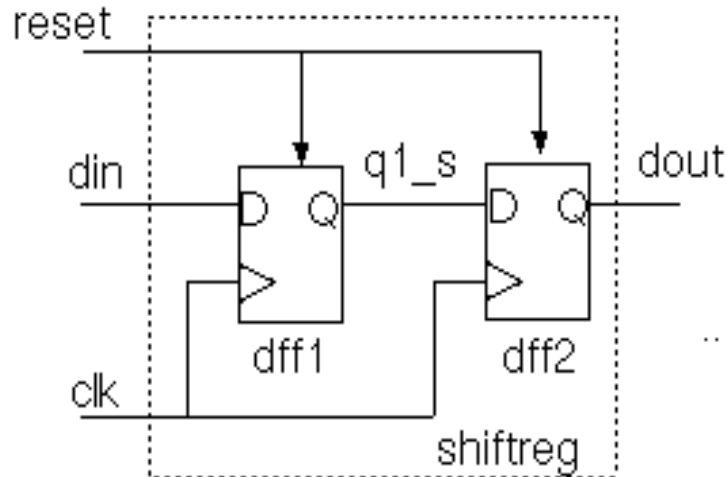 reset
din
q1_s
dout
D
Q
D
Q
dff1
dff2
clk
shiftreg
..